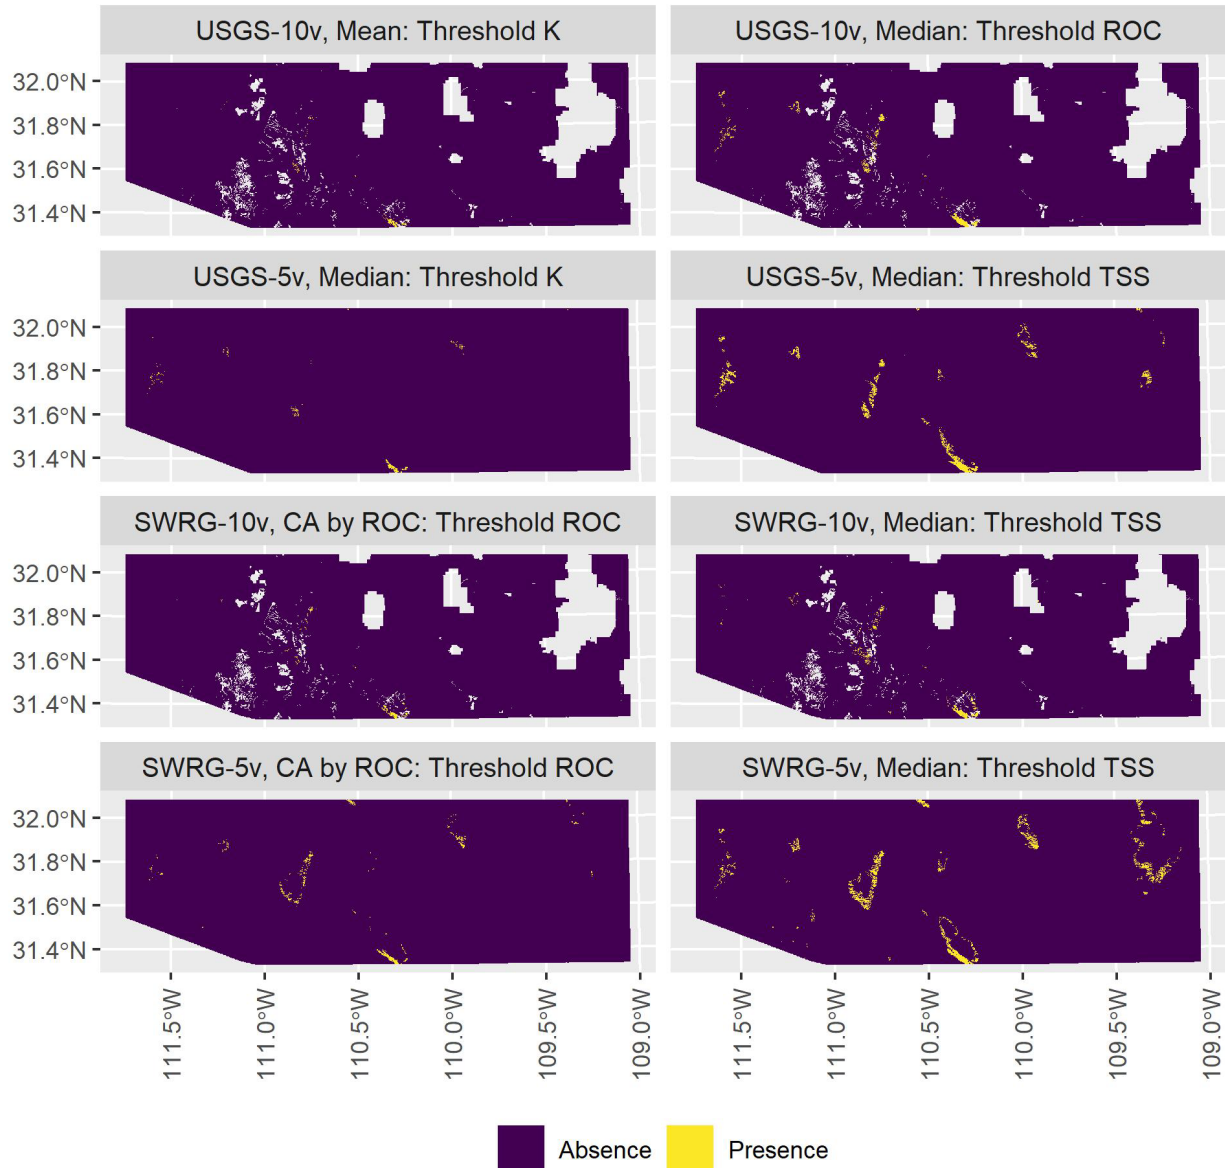 USGS-10v, Mean: Threshold K
USGS-10v, Median: Threshold ROC
32.0°N
31.8°N
31.6°N
31.4°N
USGS-5v, Median: Threshold K
USGS-5v, Median: Threshold TSS
32.0°N
31.8°N
31.6°N
31.4°N
SWRG-10v, CA by ROC: Threshold ROC
SWRG-10v, Median: Threshold TSS
32.0°N
31.8°N
31.6°N
31.4°N
SWRG-5v, CA by ROC: Threshold ROC
SWRG-5v, Median: Threshold TSS
32.0°N
31.8°N
31.6°N
31.4°N
111.5°W
111.0°W
110.5°W
110.0°W
109.5°W
109.0°W
111.5°W
111.0°W
110.5°W
110.0°W
109.5°W
109.0°W
Absence
Presence